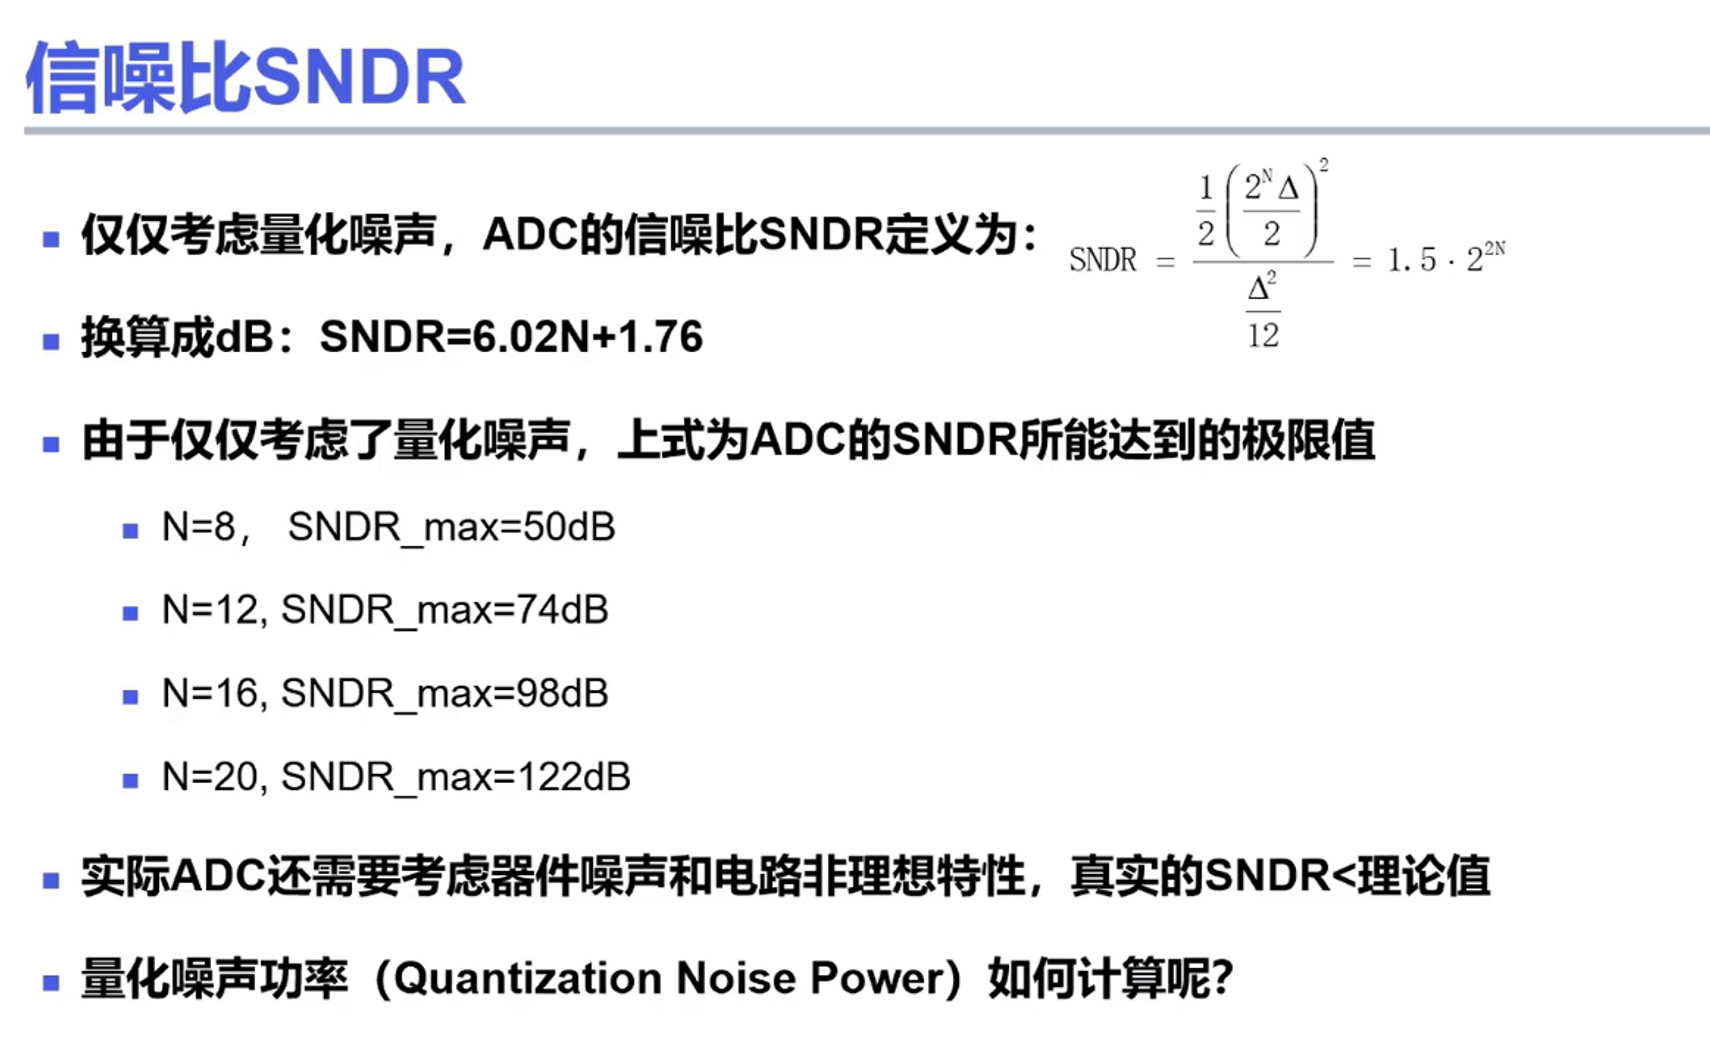 信噪比SNDR
仅仅考虑量化噪声，ADC的信噪比SNDR定义为：
SNDR = \frac{\frac{1}{2}\left(\frac{2^N Δ}{2}\right)^2}{\frac{Δ^2}{12}} = 1.5 · 2^{2N}
换算成dB：SNDR=6.02N+1.76
由于仅仅考虑了量化噪声，上式为ADC的SNDR所能达到的极限值
N=8， SNDR_max=50dB
N=12, SNDR_max=74dB
N=16, SNDR_max=98dB
N=20, SNDR_max=122dB
实际ADC还需要考虑器件噪声和电路非理想特性，真实的SNDR<理论值
量化噪声功率（Quantization Noise Power）如何计算呢？